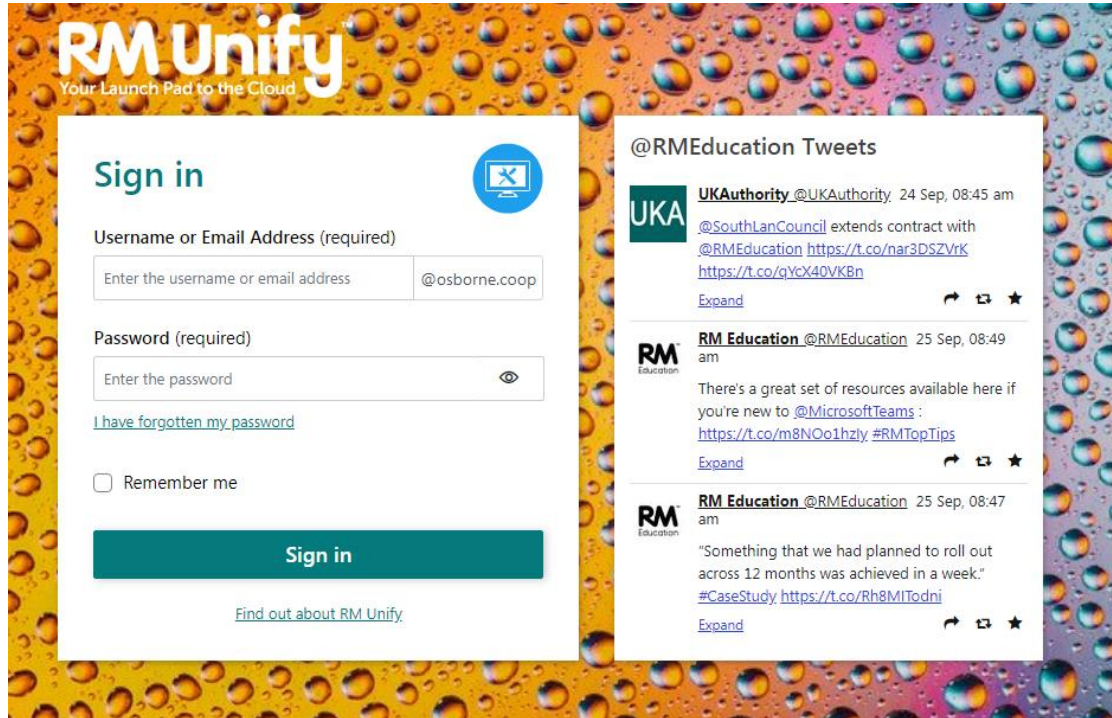 RM Unify™
Your Launch Pad to the Cloud
Sign in
Username or Email Address (required)
Enter the username or email address
@osborne.coop
Password (required)
Enter the password
I have forgotten my password
Remember me
Sign in
Find out about RM Unify
@RMEducation Tweets
UKA
UKAuthority @UKAuthority 24 Sep, 08:45 am
@SouthLanCouncil extends contract with
@RMEducation https://t.co/nar3DSZVrK
https://t.co/qYcX40VKBn
Expand
RM
Education
RM Education @RMEducation 25 Sep, 08:49
am
There's a great set of resources available here if
you're new to @MicrosoftTeams :
https://t.co/m8NOo1hzIy #RMTopTips
Expand
RM
Education
RM Education @RMEducation 25 Sep, 08:47
am
"Something that we had planned to roll out
across 12 months was achieved in a week."
#CaseStudy https://t.co/Rh8MITodni
Expand